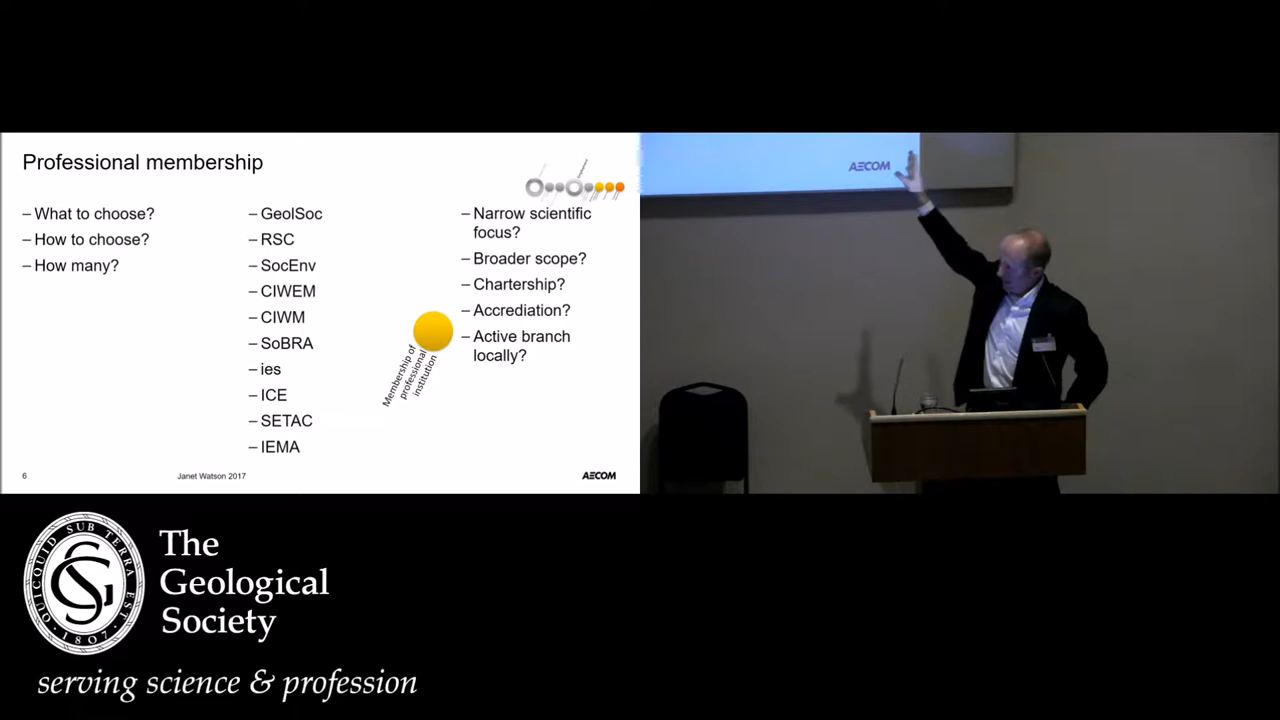 Professional membership
– What to choose?
– How to choose?
– How many?
– GeolSoc
– RSC
– SocEnv
– CIWEM
– CIWM
– SoBRA
– ies
– ICE
– SETAC
– IEMA
Membership of
professional
institution
– Narrow scientific
focus?
– Broader scope?
– Chartership?
– Accrediation?
– Active branch
locally?
6
Janet Watson 2017
AECOM
AECOM
QUICQUID SUB TERRA EST
· 1807 ·
The
Geological
Society
serving science & profession